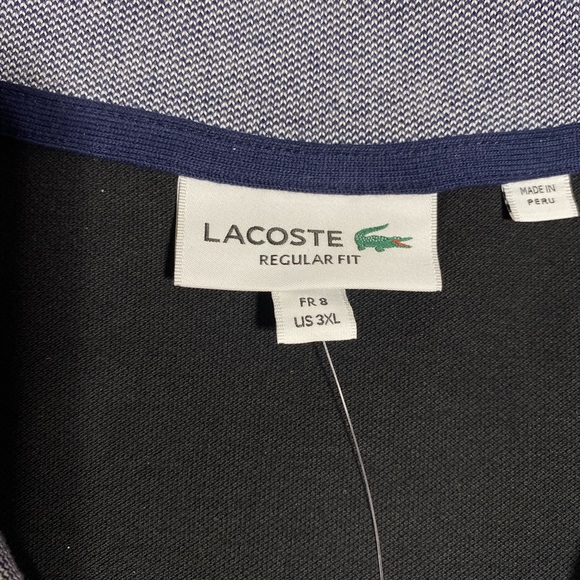 LACOSTE
REGULAR FIT
FR 8
US 3XL
MADE IN
PERU